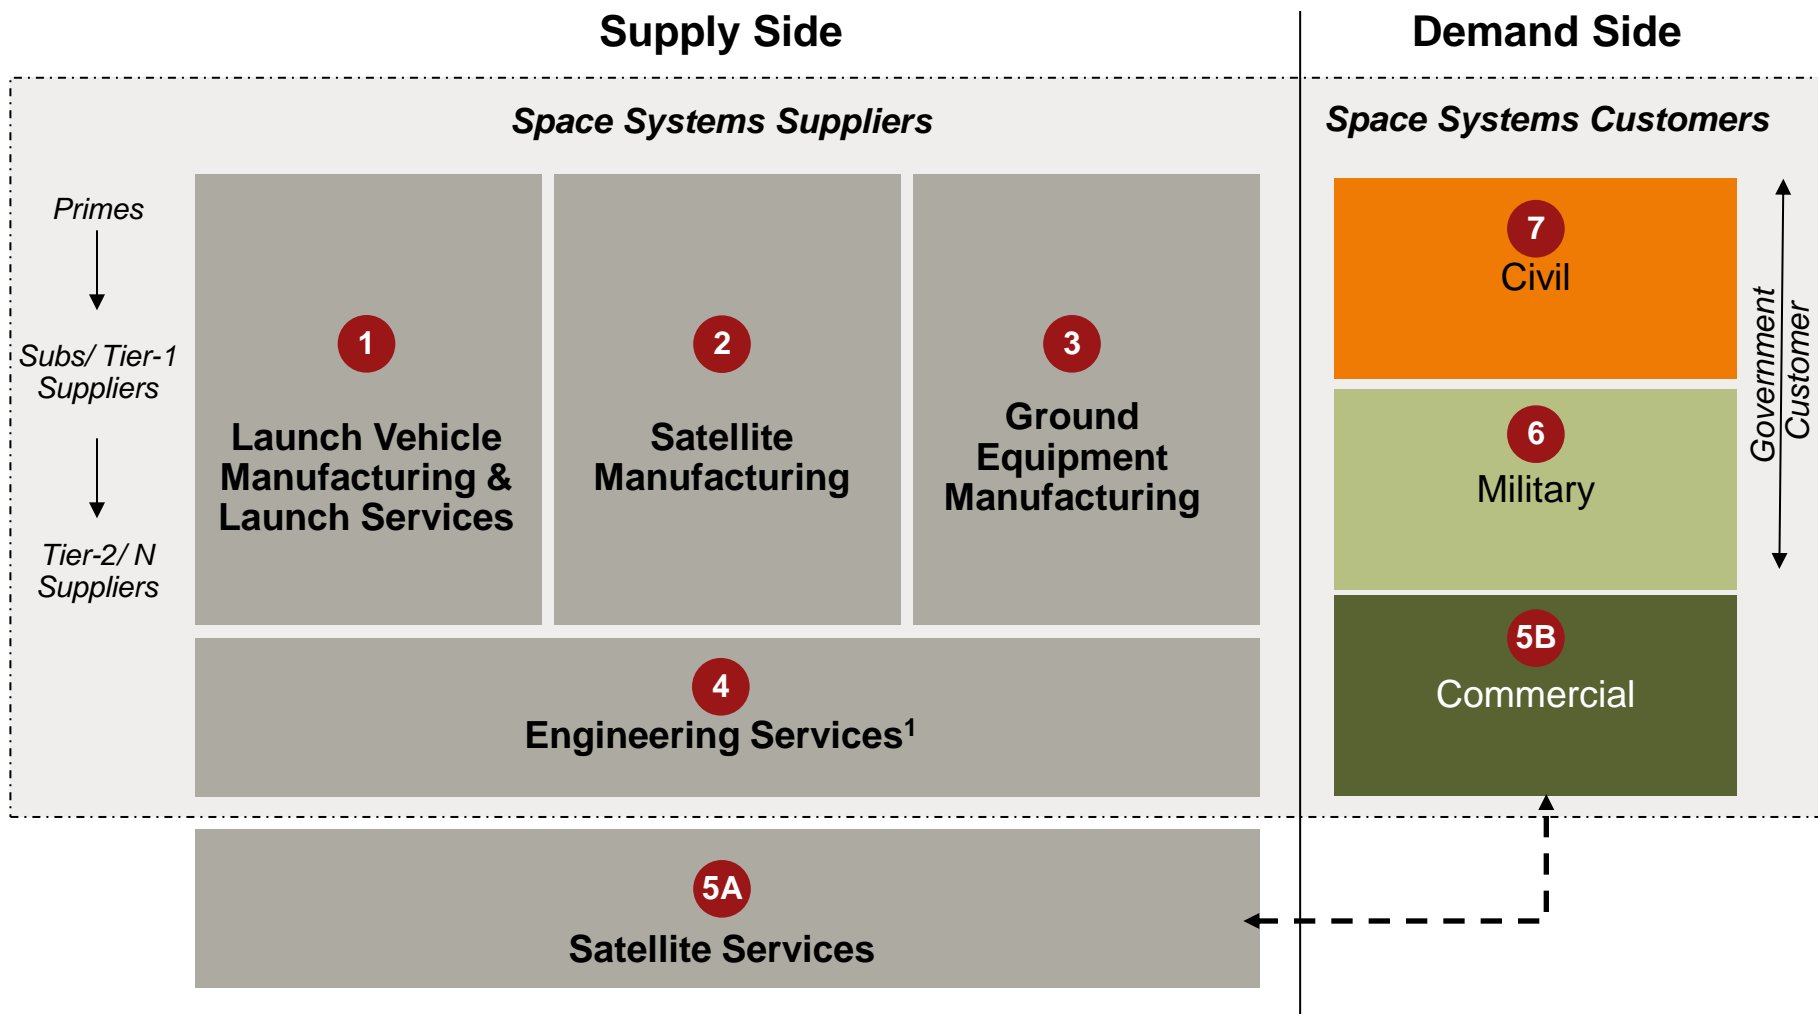 Supply Side
Demand Side
Space Systems Suppliers
Space Systems Customers
Primes
Subs/ Tier-1
Suppliers
Tier-2/ N
Suppliers
1
Launch Vehicle
Manufacturing &
Launch Services
2
Satellite
Manufacturing
3
Ground
Equipment
Manufacturing
4
Engineering Services¹
5A
Satellite Services
7
Civil
6
Military
5B
Commercial
Government
Customer